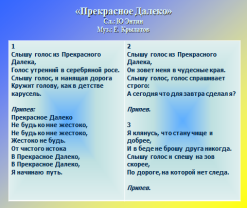 «Прекрасное Далеко»
Сл.: Ю Энтин
Муз. Е. Крылатов
1
Слышу голос из Прекрасного
Далека,
Голос утренний в серебряной росе.
Слышу голос, и манящая дорога
Кружит голову, как в детстве
карусель.
Припев:
Прекрасное Далеко
Не будь ко мне жестоко,
Не будь ко мне жестоко,
Жестоко не будь.
От чистого истока
В Прекрасное Далеко,
В Прекрасное Далеко,
Я начинаю путь.
2
Слышу голос из Прекрасного
Далека,
Он зовет меня в чудесные края.
Слышу голос, голос спрашивает
строго:
А сегодня что для завтра сделал я?
Припев.
3
Я клянусь, что стану чище и
добрее,
И в беде не брошу друга никогда.
Слышу голос и спешу на зов
скорее,
По дороге, на которой нет следа.
Припев.